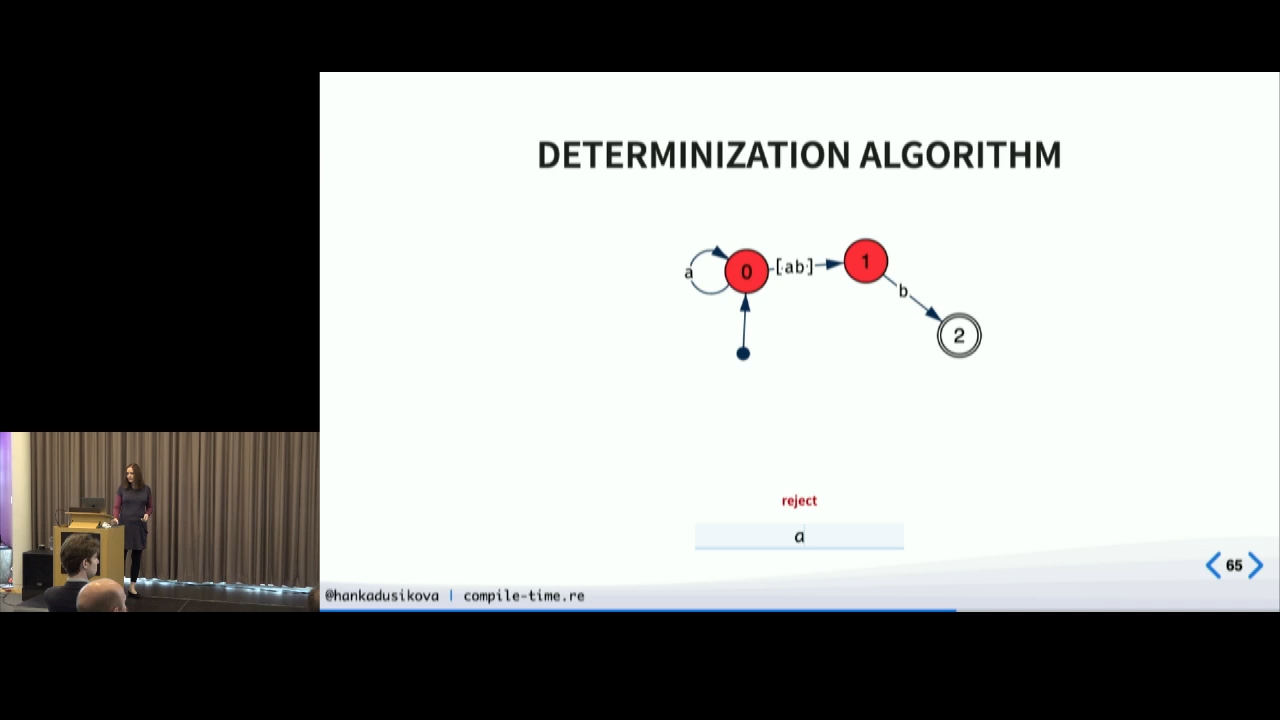 DETERMINIZATION ALGORITHM
a
0
[ab]
1
b
2
reject
a
65
@hankadusikova | compile-time.re